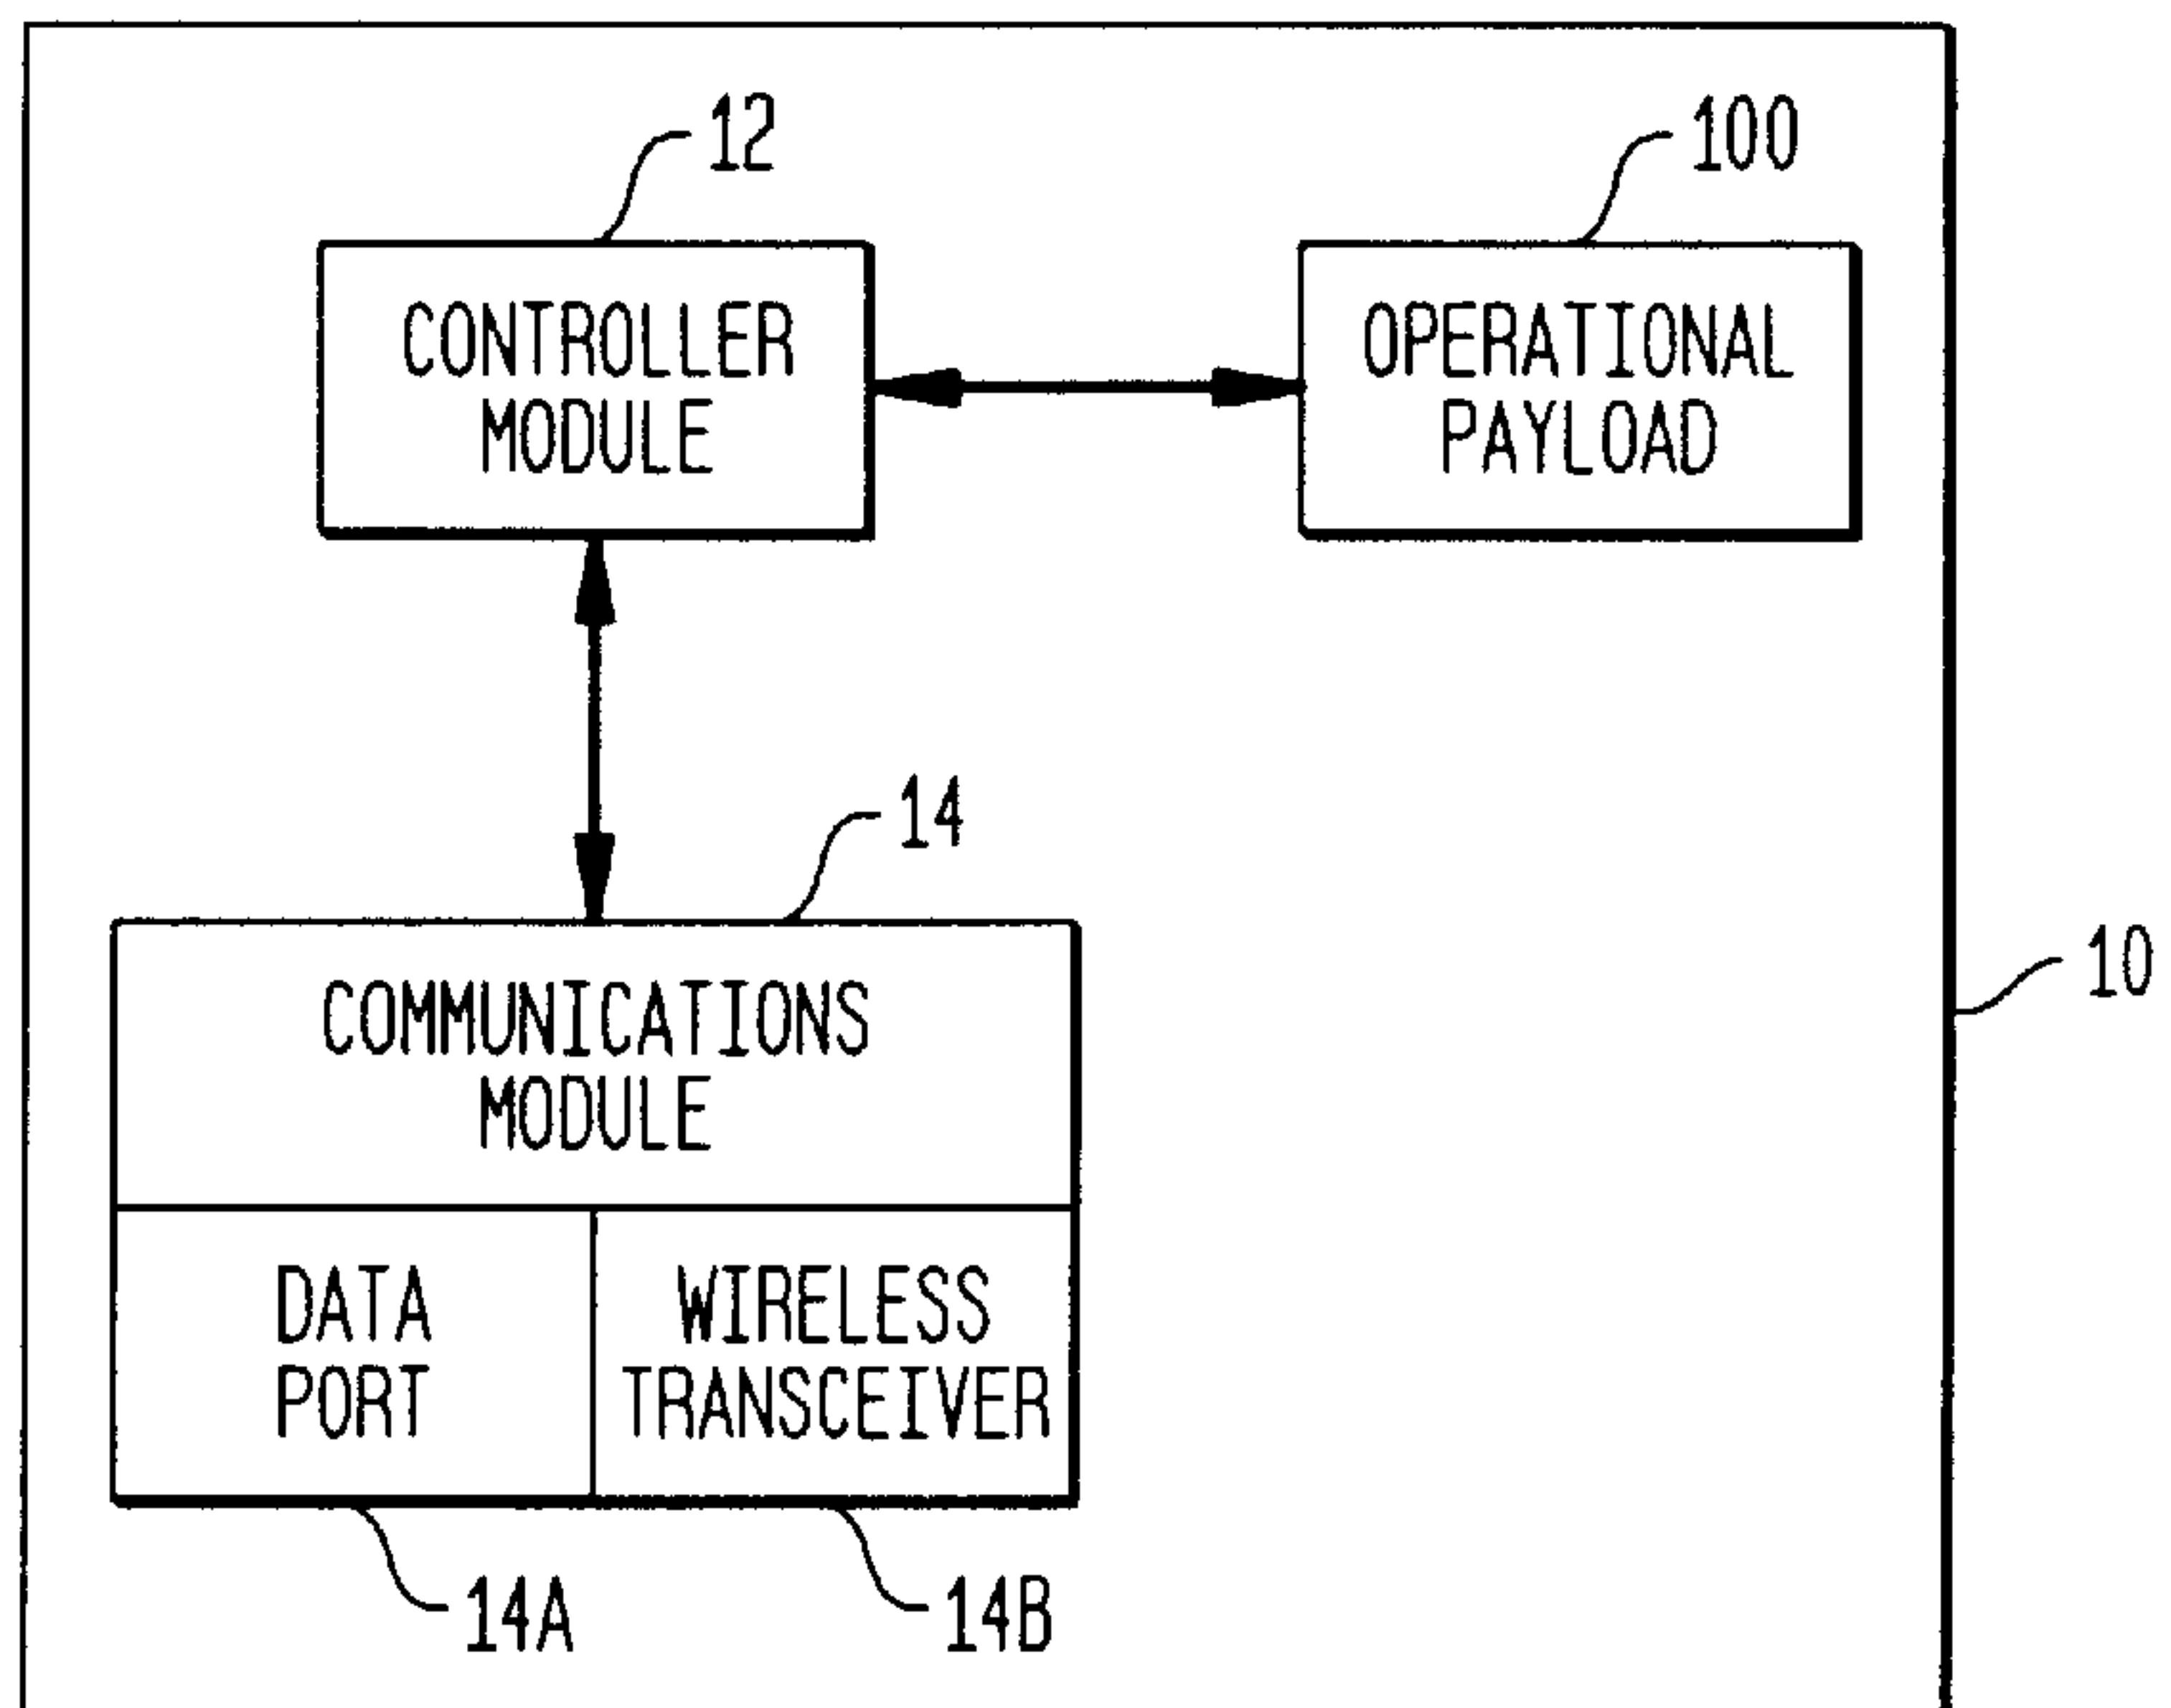 12
100
CONTROLLER
MODULE
OPERATIONAL
PAYLOAD
14
10
COMMUNICATIONS
MODULE
DATA
PORT
WIRELESS
TRANSCEIVER
14A
14B